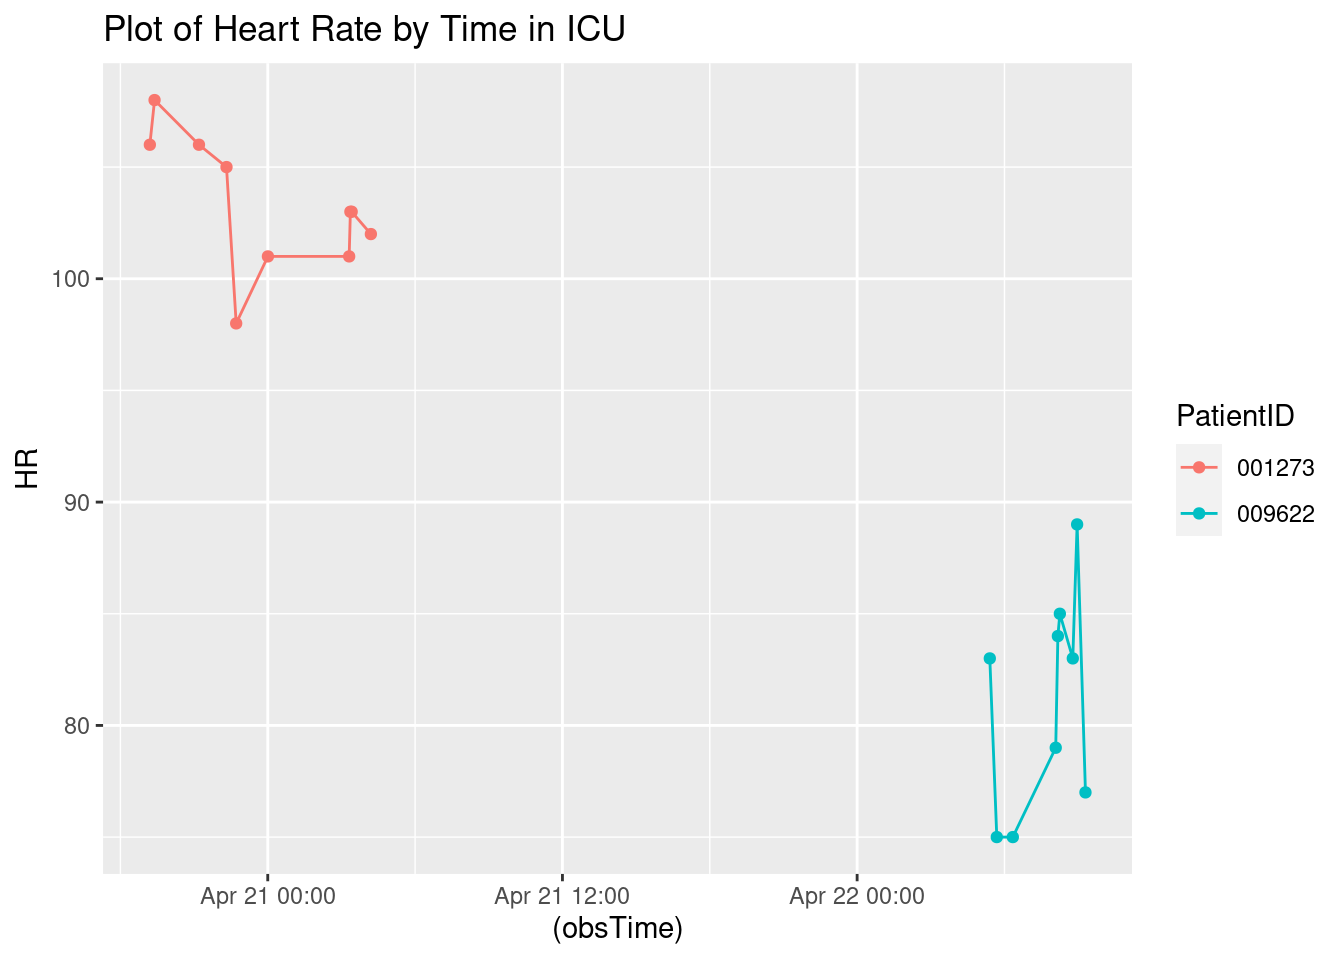 Plot of Heart Rate by Time in ICU
HR
100
90
80
Apr 21 00:00
Apr 21 12:00
Apr 22 00:00
(obsTime)
PatientID
001273
009622